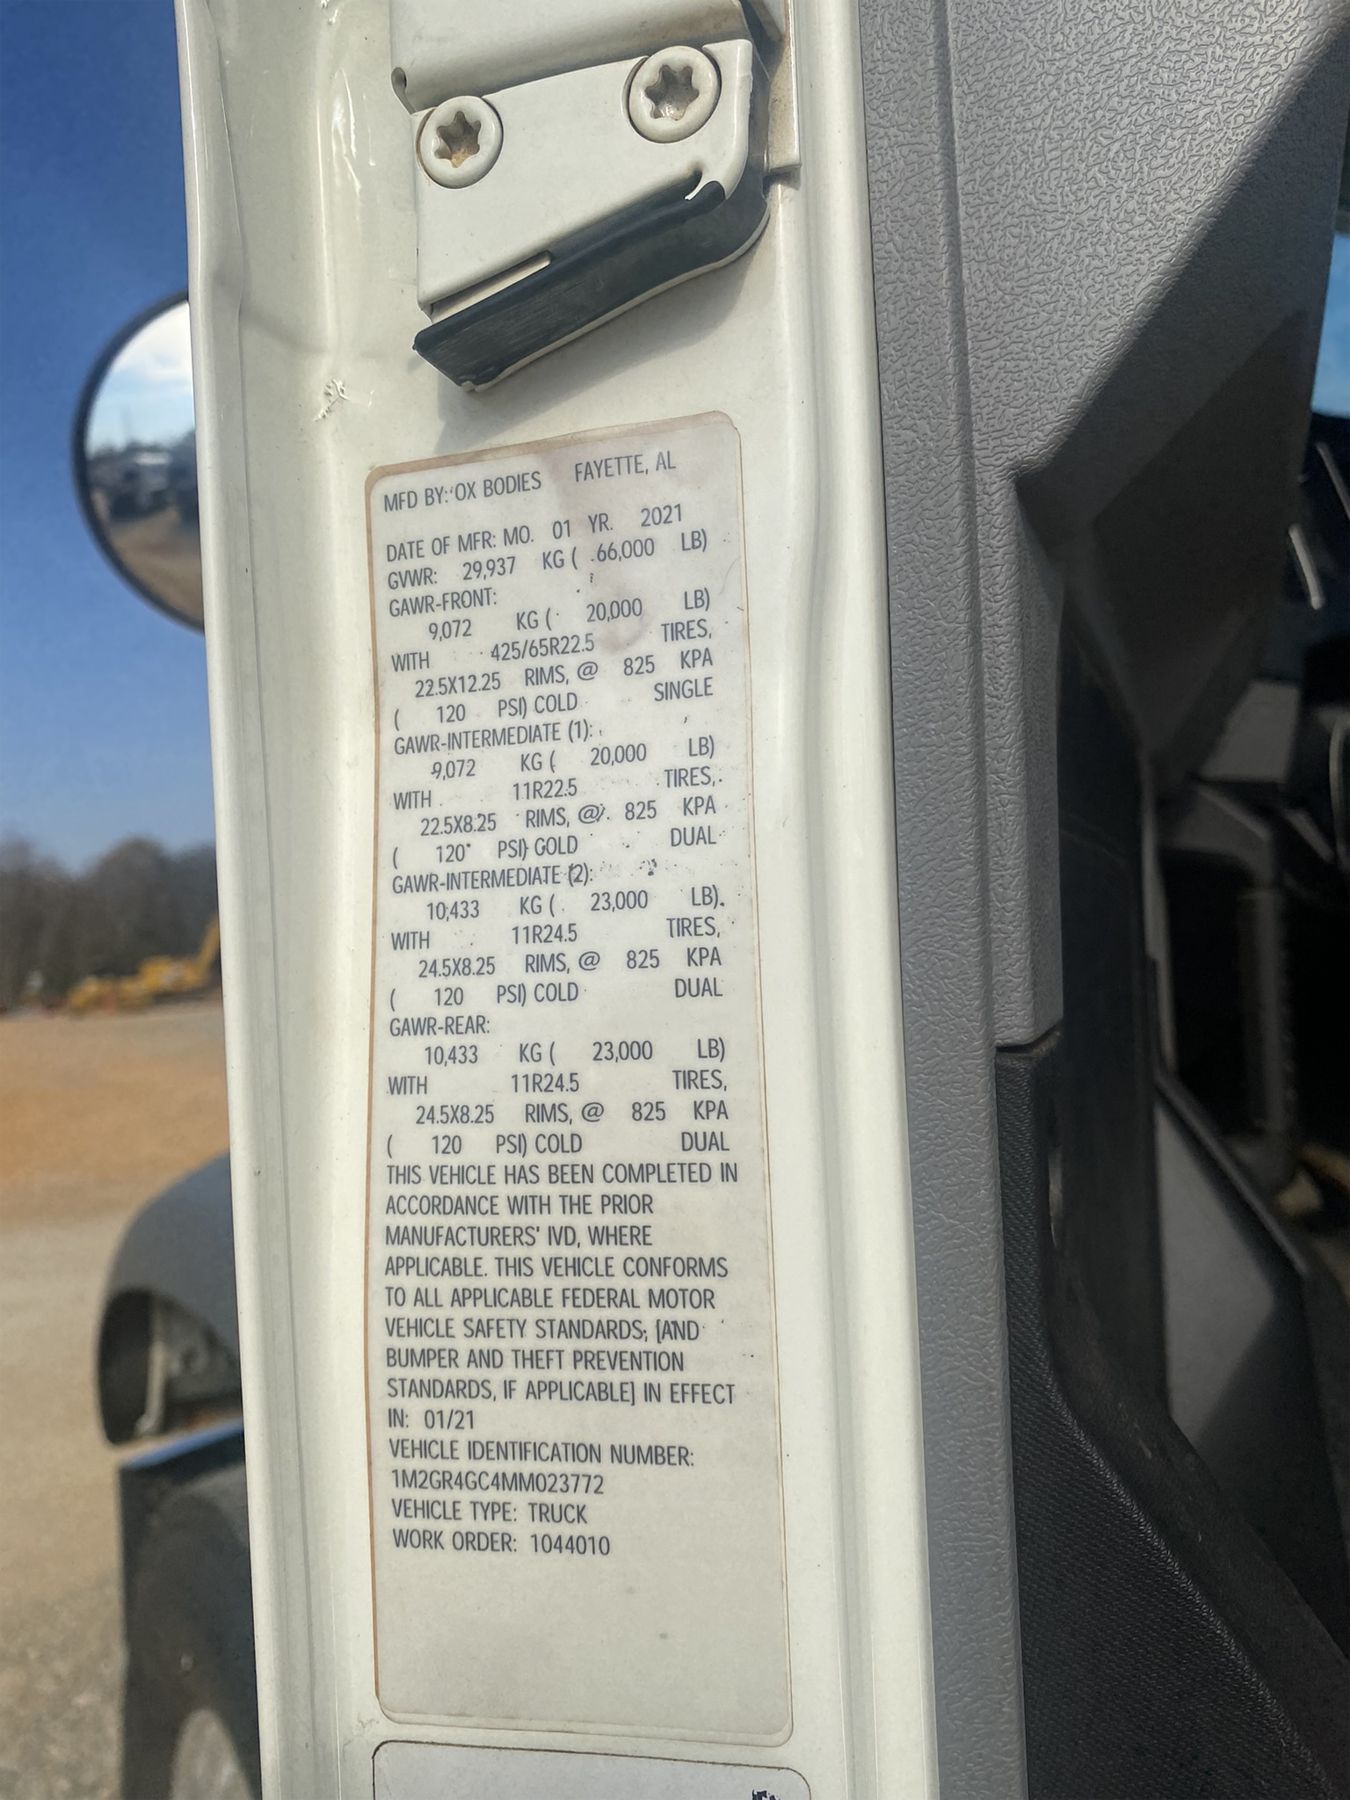 MFD BY: OX BODIES FAYETTE, AL
DATE OF MFR: MO. 01 YR. 2021
GVWR: 29,937 KG ( 66,000 LB)
GAWR-FRONT:
9,072 KG ( 20,000 LB)
WITH 425/65R22.5 TIRES,
22.5X12.25 RIMS, @ 825 KPA
( 120 PSI) COLD SINGLE
GAWR-INTERMEDIATE (1):
9,072 KG ( 20,000 LB)
WITH 11R22.5 TIRES,
22.5X8.25 RIMS, @ 825 KPA
( 120 PSI) COLD DUAL
GAWR-INTERMEDIATE (2):
10,433 KG ( 23,000 LB)
WITH 11R24.5 TIRES,
24.5X8.25 RIMS, @ 825 KPA
( 120 PSI) COLD DUAL
GAWR-REAR:
10,433 KG ( 23,000 LB)
WITH 11R24.5 TIRES,
24.5X8.25 RIMS, @ 825 KPA
( 120 PSI) COLD DUAL
THIS VEHICLE HAS BEEN COMPLETED IN
ACCORDANCE WITH THE PRIOR
MANUFACTURERS' IVD, WHERE
APPLICABLE. THIS VEHICLE CONFORMS
TO ALL APPLICABLE FEDERAL MOTOR
VEHICLE SAFETY STANDARDS, [AND
BUMPER AND THEFT PREVENTION
STANDARDS, IF APPLICABLE] IN EFFECT
IN: 01/21
VEHICLE IDENTIFICATION NUMBER:
1M2GR4GC4MM023772
VEHICLE TYPE: TRUCK
WORK ORDER: 1044010